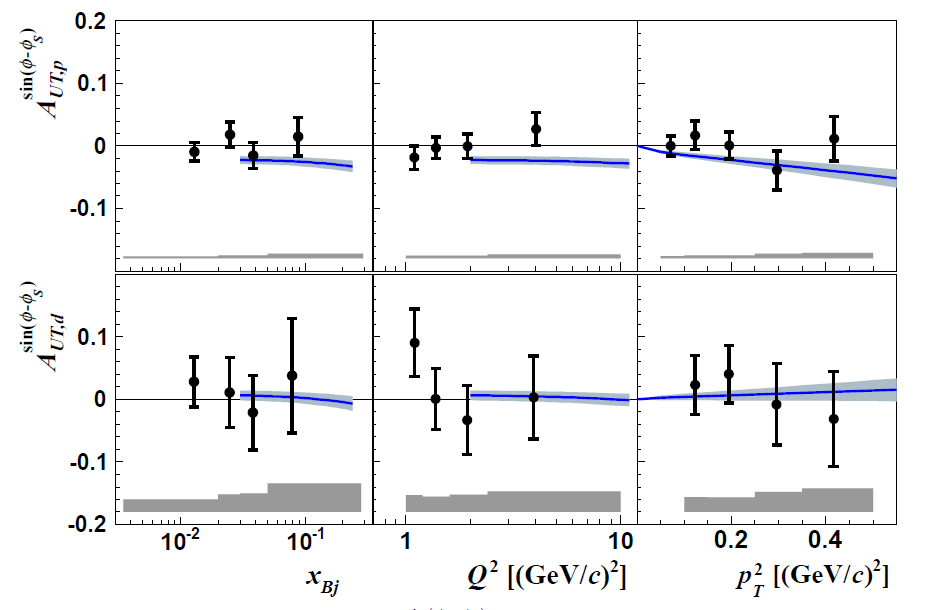 0.2
0.1
0
-0.1
A_{UT,p}^{sin(ϕ-ϕ_S)}
0.1
0
-0.1
-0.2
A_{UT,d}^{sin(ϕ-ϕ_S)}
10^{-2} 10^{-1} 1 10 0.2 0.4
x_{Bj} Q^2 [(GeV/c)^2] p_T^2 [(GeV/c)^2]